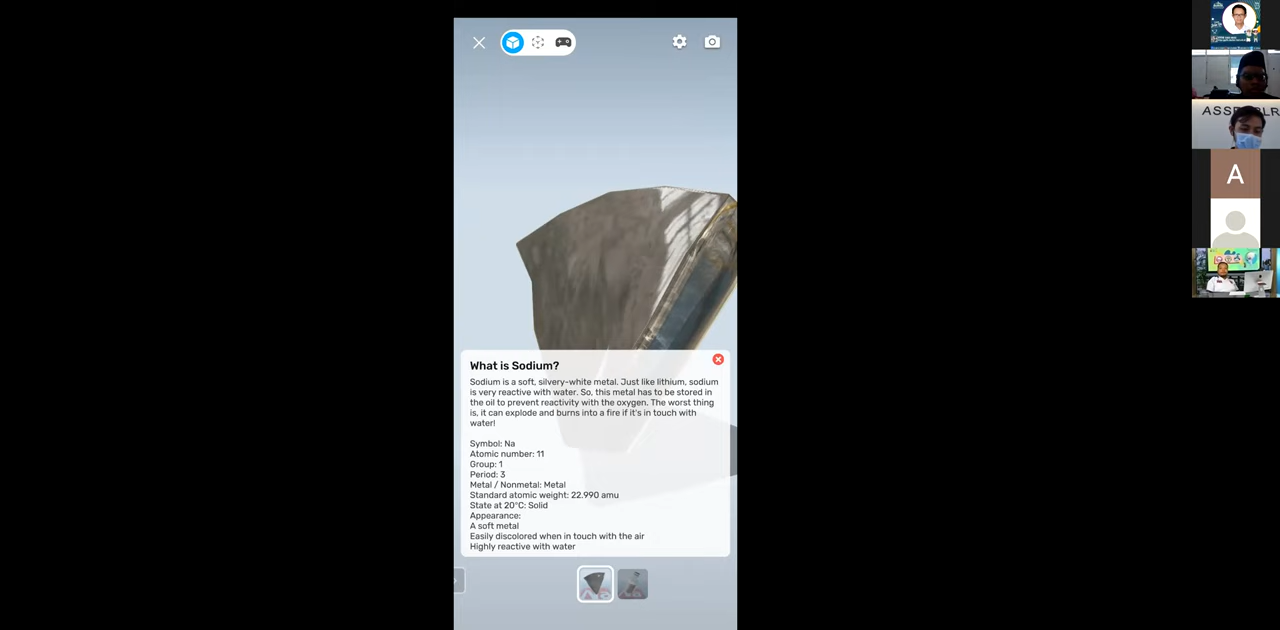 What is Sodium?
Sodium is a soft, silvery-white metal. Just like lithium, sodium
is very reactive with water. So, this metal has to be stored in
the oil to prevent reactivity with the oxygen. The worst thing
is, it can explode and burns into a fire if it's in touch with
water!
Symbol: Na
Atomic number: 11
Group: 1
Period: 3
Metal / Nonmetal: Metal
Standard atomic weight: 22.990 amu
State at 20°C: Solid
Appearance:
A soft metal
Easily discolored when in touch with the air
Highly reactive with water
A